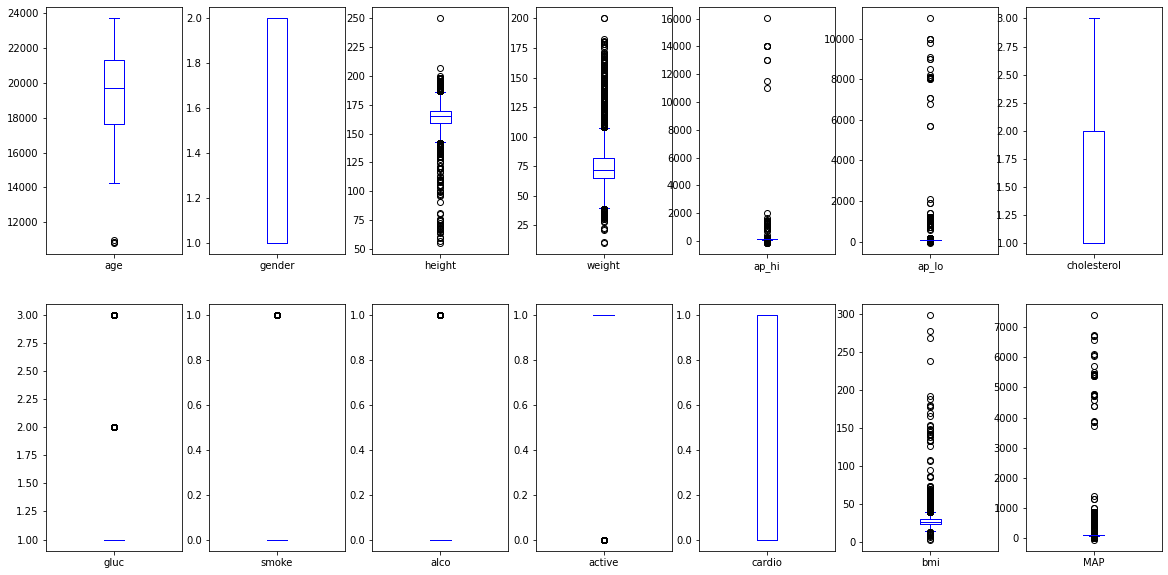 24000 22000 20000 18000 16000 14000 12000
age
2.0 1.8 1.6 1.4 1.2 1.0
gender
250 225 200 175 150 125 100 75 50
height
200 175 150 125 100 75 50 25
weight
16000 14000 12000 10000 8000 6000 4000 2000 0
ap_hi
10000 8000 6000 4000 2000 0
ap_lo
3.00 2.75 2.50 2.25 2.00 1.75 1.50 1.25 1.00
cholesterol
3.00 2.75 2.50 2.25 2.00 1.75 1.50 1.25 1.00
gluc
1.0 0.8 0.6 0.4 0.2 0.0
smoke
1.0 0.8 0.6 0.4 0.2 0.0
alco
1.0 0.8 0.6 0.4 0.2 0.0
active
1.0 0.8 0.6 0.4 0.2 0.0
cardio
300 250 200 150 100 50 0
bmi
7000 6000 5000 4000 3000 2000 1000 0
MAP